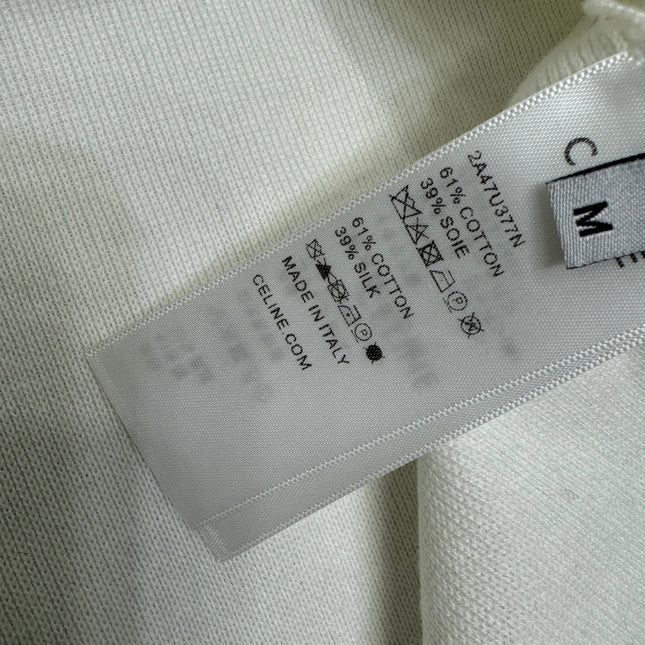 C
M
2A47U377N
61% COTTON
39% SOIE
61% COTTON
39% SILK
MADE IN ITALY
CELINE.COM